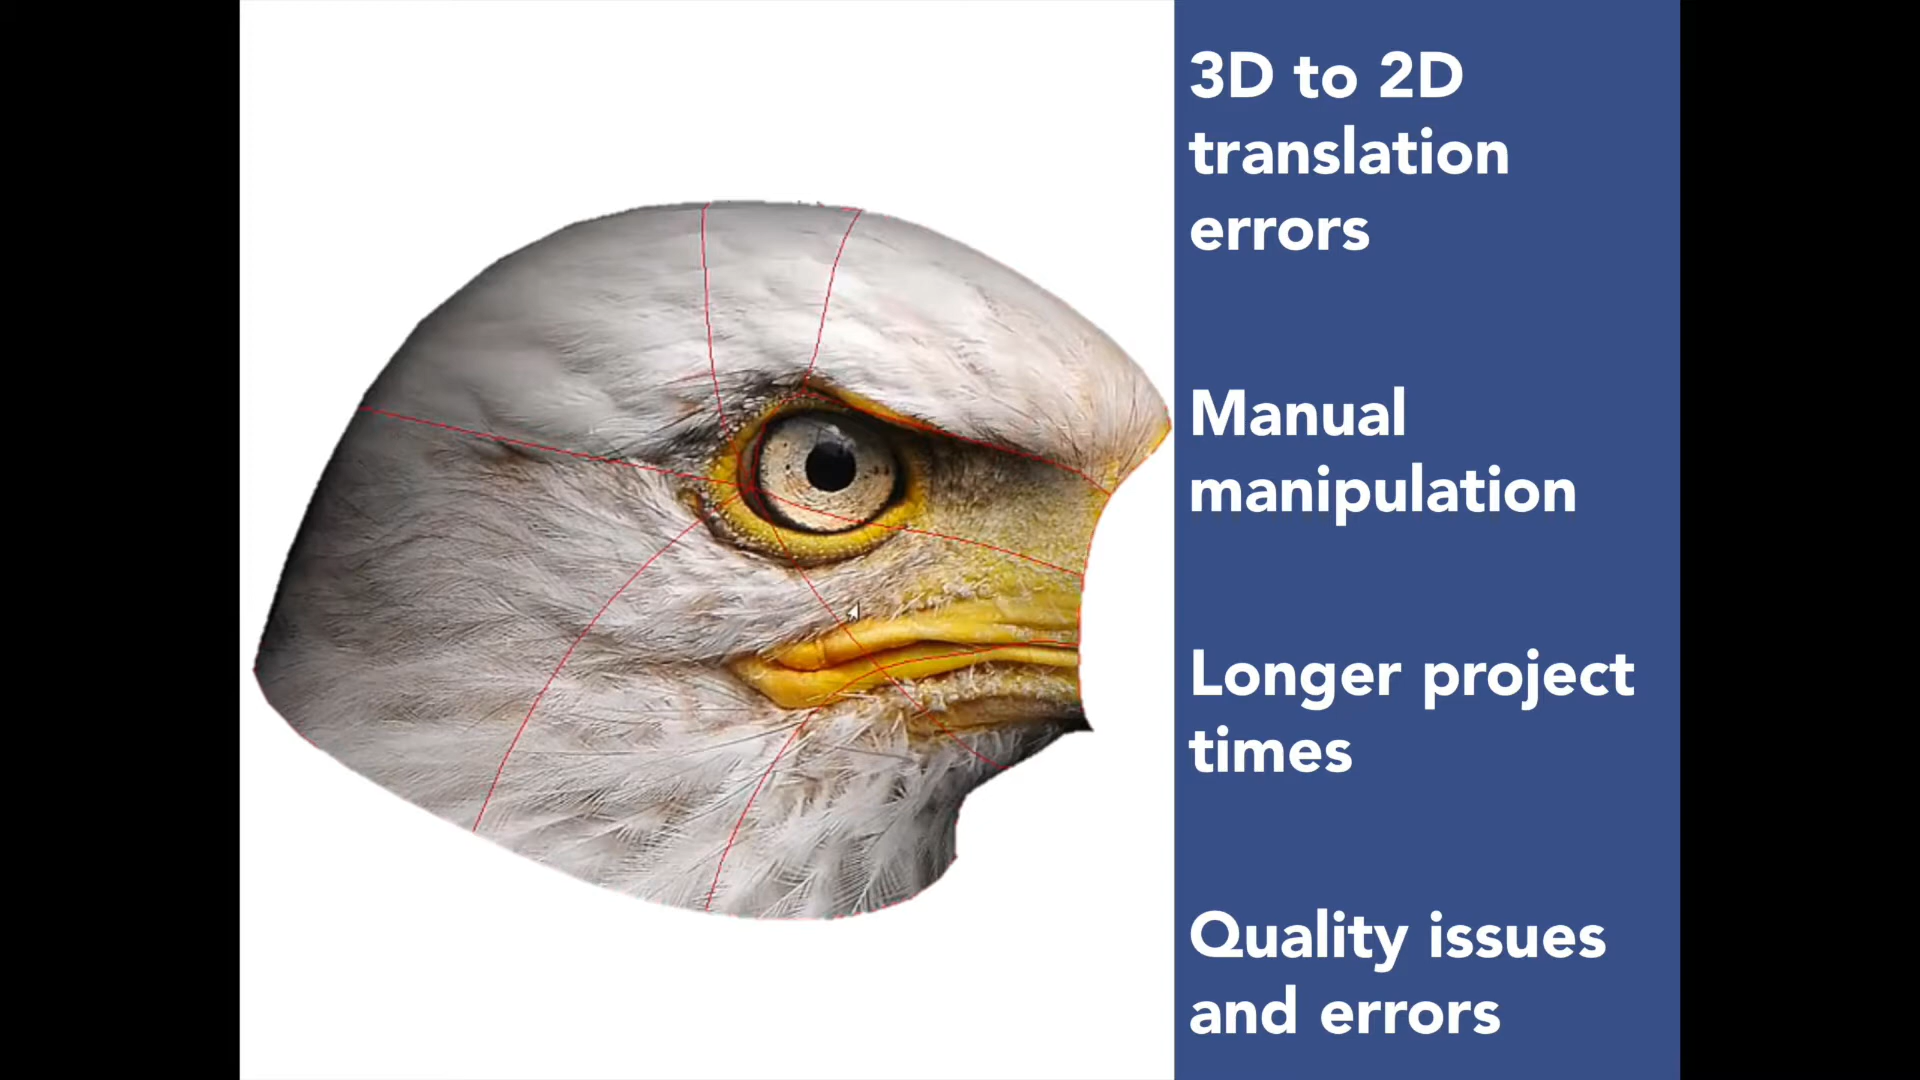 3D to 2D
translation
errors
Manual
manipulation
Longer project
times
Quality issues
and errors